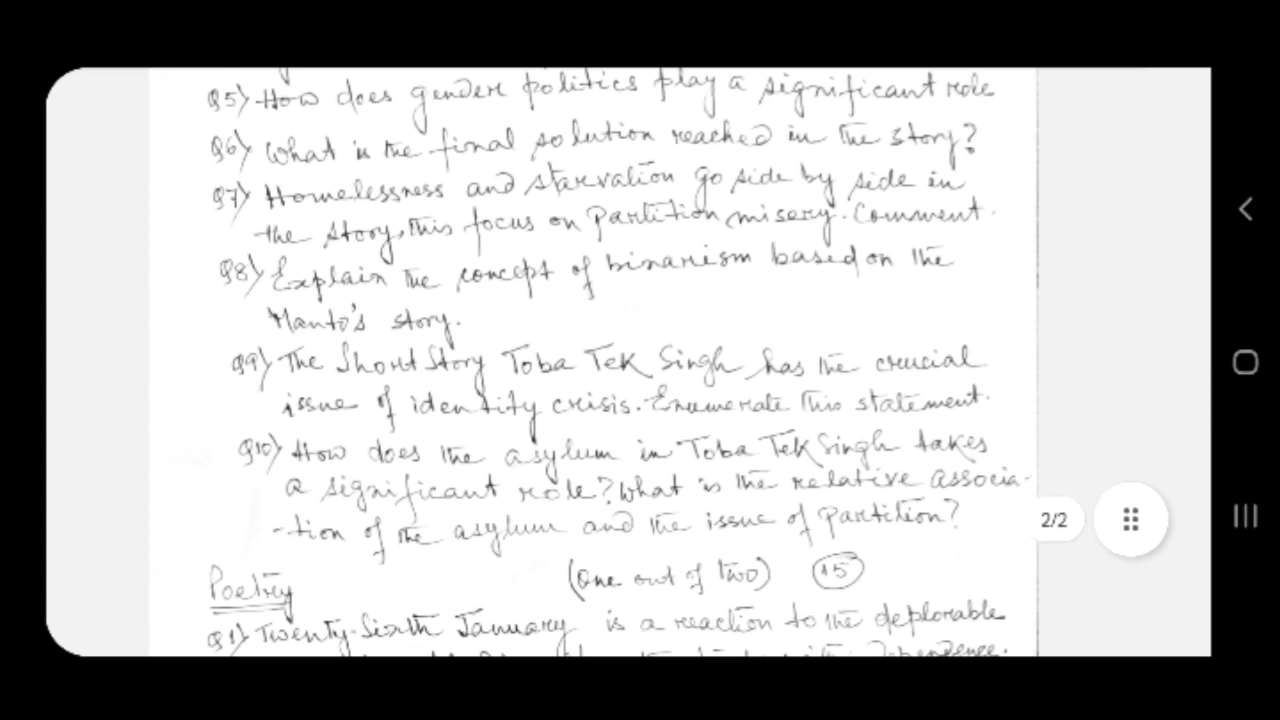 Q5) How does gender politics play a significant role
Q6) What is the final solution reached in the story?
Q7) Homelessness and starvation go side by side in
the story, this focus on Partition misery. Comment.
Q8) Explain the concept of binarism based on the
Manto's story.
Q9) The Short Story Toba Tek Singh has the crucial
issue of identity crisis. Enumerate this statement.
Q10) How does the asylum in Toba Tek Singh takes
a significant role? What is the relative associa-
-tion of the asylum and the issue of partition?
2/2
Poetry (One out of two) 15
Q1) Twenty-Sixth January is a reaction to the deplorable